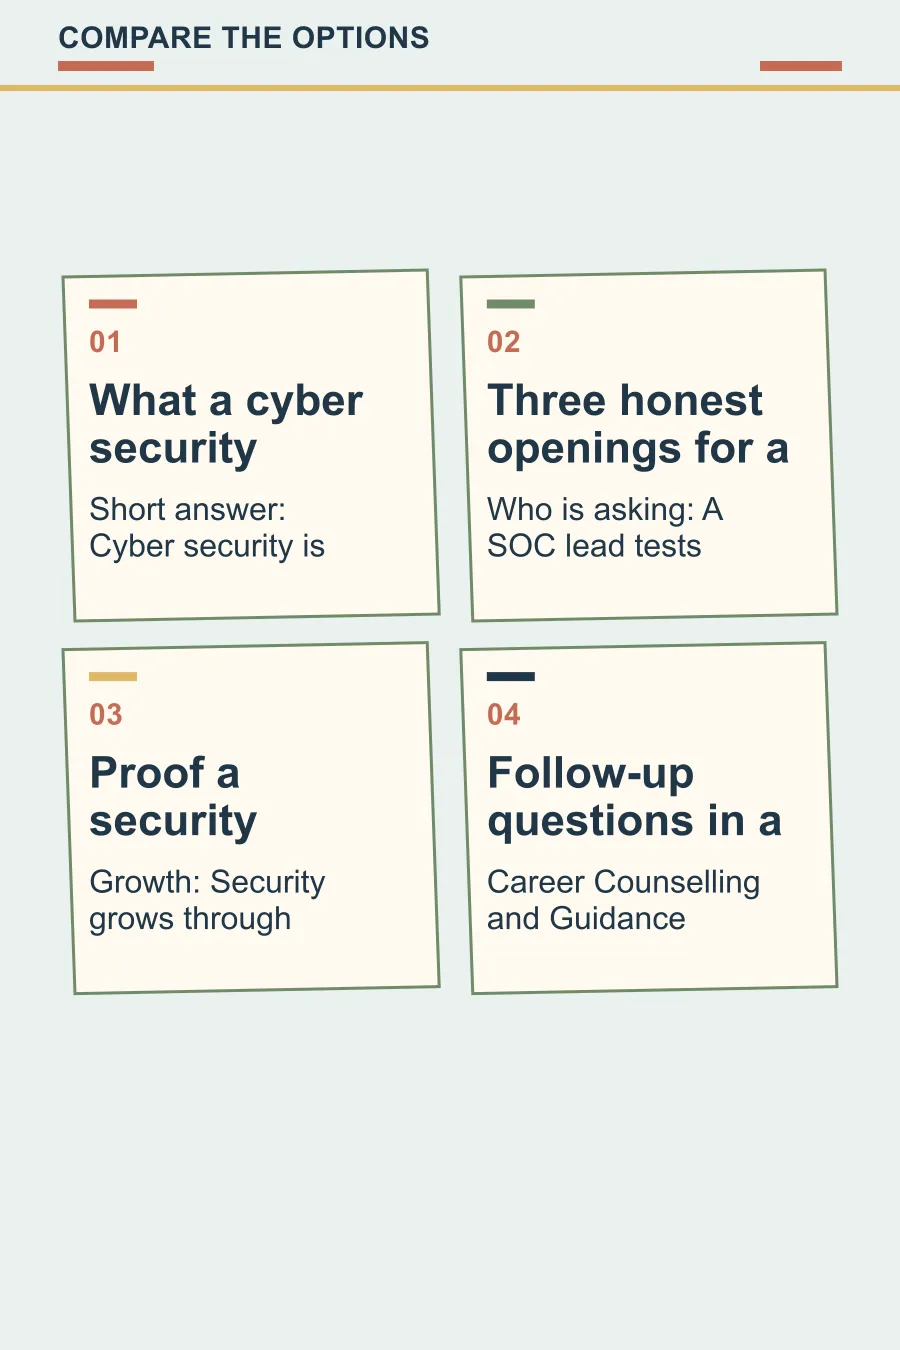 COMPARE THE OPTIONS
01
What a cyber
security
Short answer:
Cyber security is
02
Three honest
openings for a
Who is asking: A
SOC lead tests
03
Proof a
security
Growth: Security
grows through
04
Follow-up
questions in a
Career Counselling
and Guidance